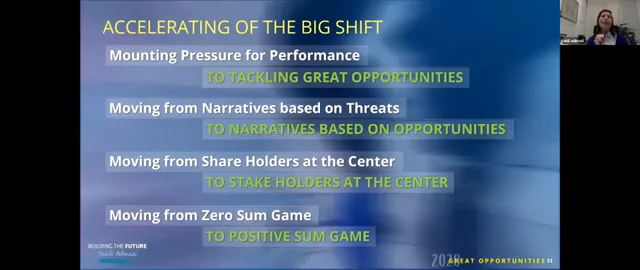 ACCELERATING OF THE BIG SHIFT
Mounting Pressure for Performance
TO TACKLING GREAT OPPORTUNITIES
Moving from Narratives based on Threats
TO NARRATIVES BASED ON OPPORTUNITIES
Moving from Share Holders at the Center
TO STAKE HOLDERS AT THE CENTER
Moving from Zero Sum Game
TO POSITIVE SUM GAME
BUILDING THE FUTURE
GREAT OPPORTUNITIES 31